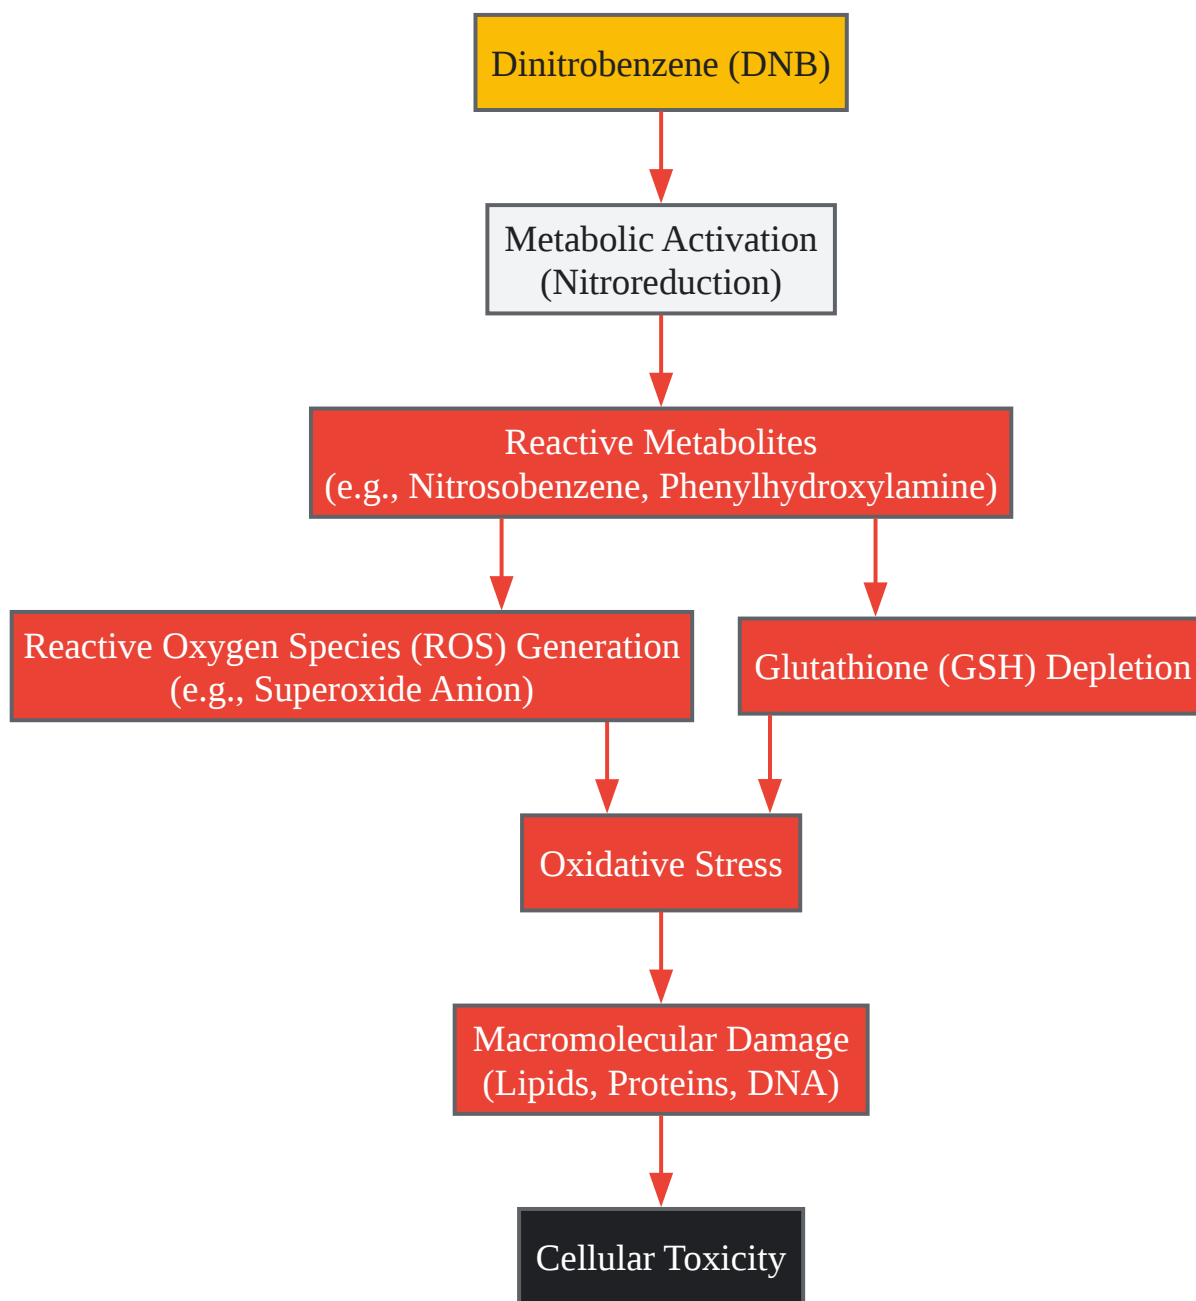 Dinitrobenzene (DNB)
Metabolic Activation
(Nitroreduction)
Reactive Metabolites
(e.g., Nitrosobenzene, Phenylhydroxylamine)
Reactive Oxygen Species (ROS) Generation
(e.g., Superoxide Anion)
Glutathione (GSH) Depletion
Oxidative Stress
Macromolecular Damage
(Lipids, Proteins, DNA)
Cellular Toxicity